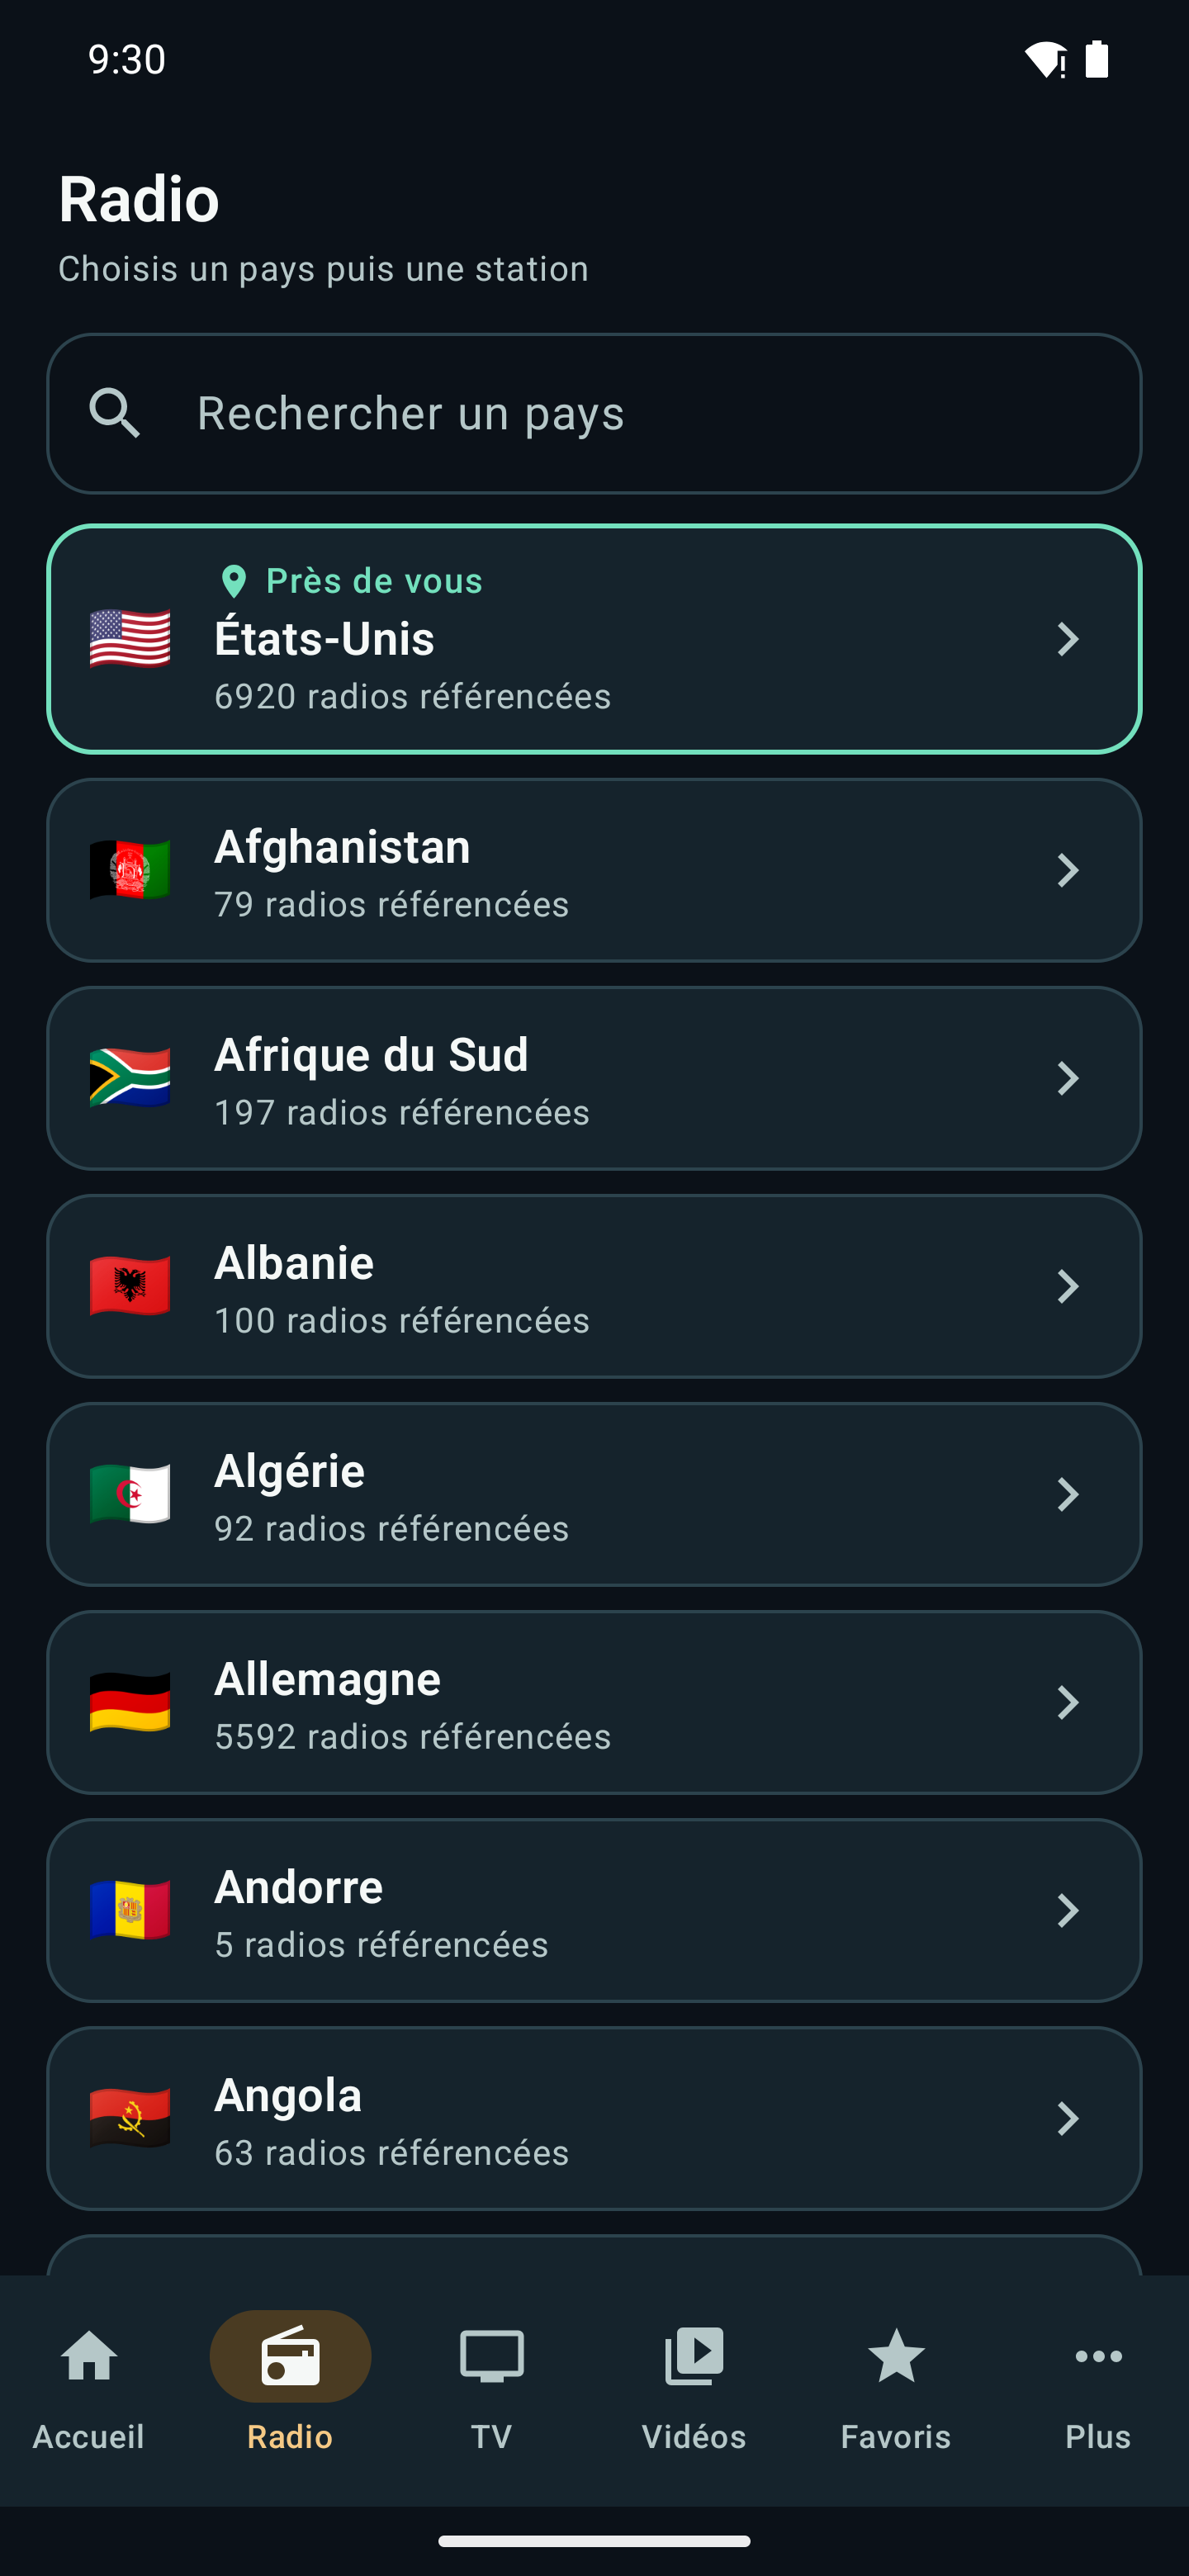 9:30
Radio
Choisis un pays puis une station
Rechercher un pays
Près de vous
États-Unis
6920 radios référencées
Afghanistan
79 radios référencées
Afrique du Sud
197 radios référencées
Albanie
100 radios référencées
Algérie
92 radios référencées
Allemagne
5592 radios référencées
Andorre
5 radios référencées
Angola
63 radios référencées
Accueil
Radio
TV
Vidéos
Favoris
Plus